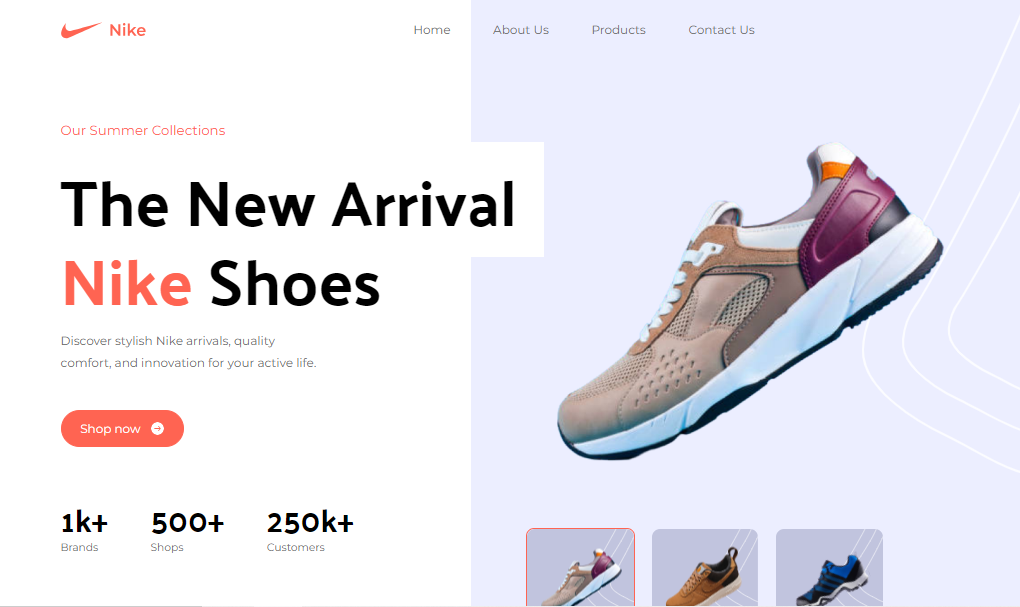 Nike
Home
About Us
Products
Contact Us
Our Summer Collections
The New Arrival
Nike Shoes
Discover stylish Nike arrivals, quality
comfort, and innovation for your active life.
Shop now
1k+
Brands
500+
Shops
250k+
Customers